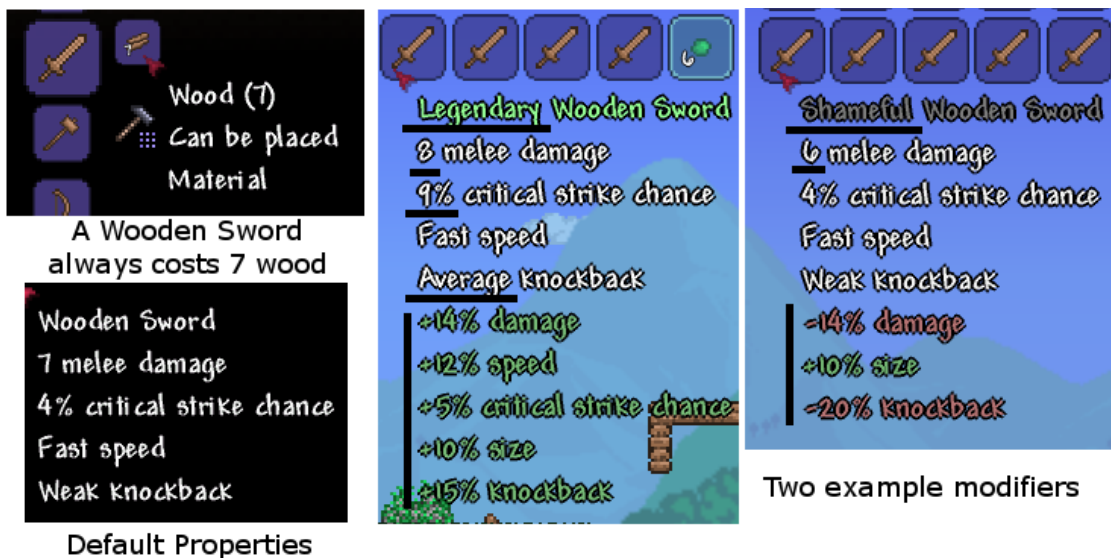 Wood (7)
Can be placed
Material
A Wooden Sword
always costs 7 wood
Wooden Sword
7 melee damage
4% critical strike chance
Fast speed
Weak knockback
Default Properties
Legendary Wooden Sword
8 melee damage
9% critical strike chance
Fast speed
Average knockback
+14% damage
+12% speed
+5% critical strike chance
+10% size
+15% knockback
Shameful Wooden Sword
6 melee damage
4% critical strike chance
Fast speed
Weak knockback
-14% damage
+10% size
-20% knockback
Two example modifiers